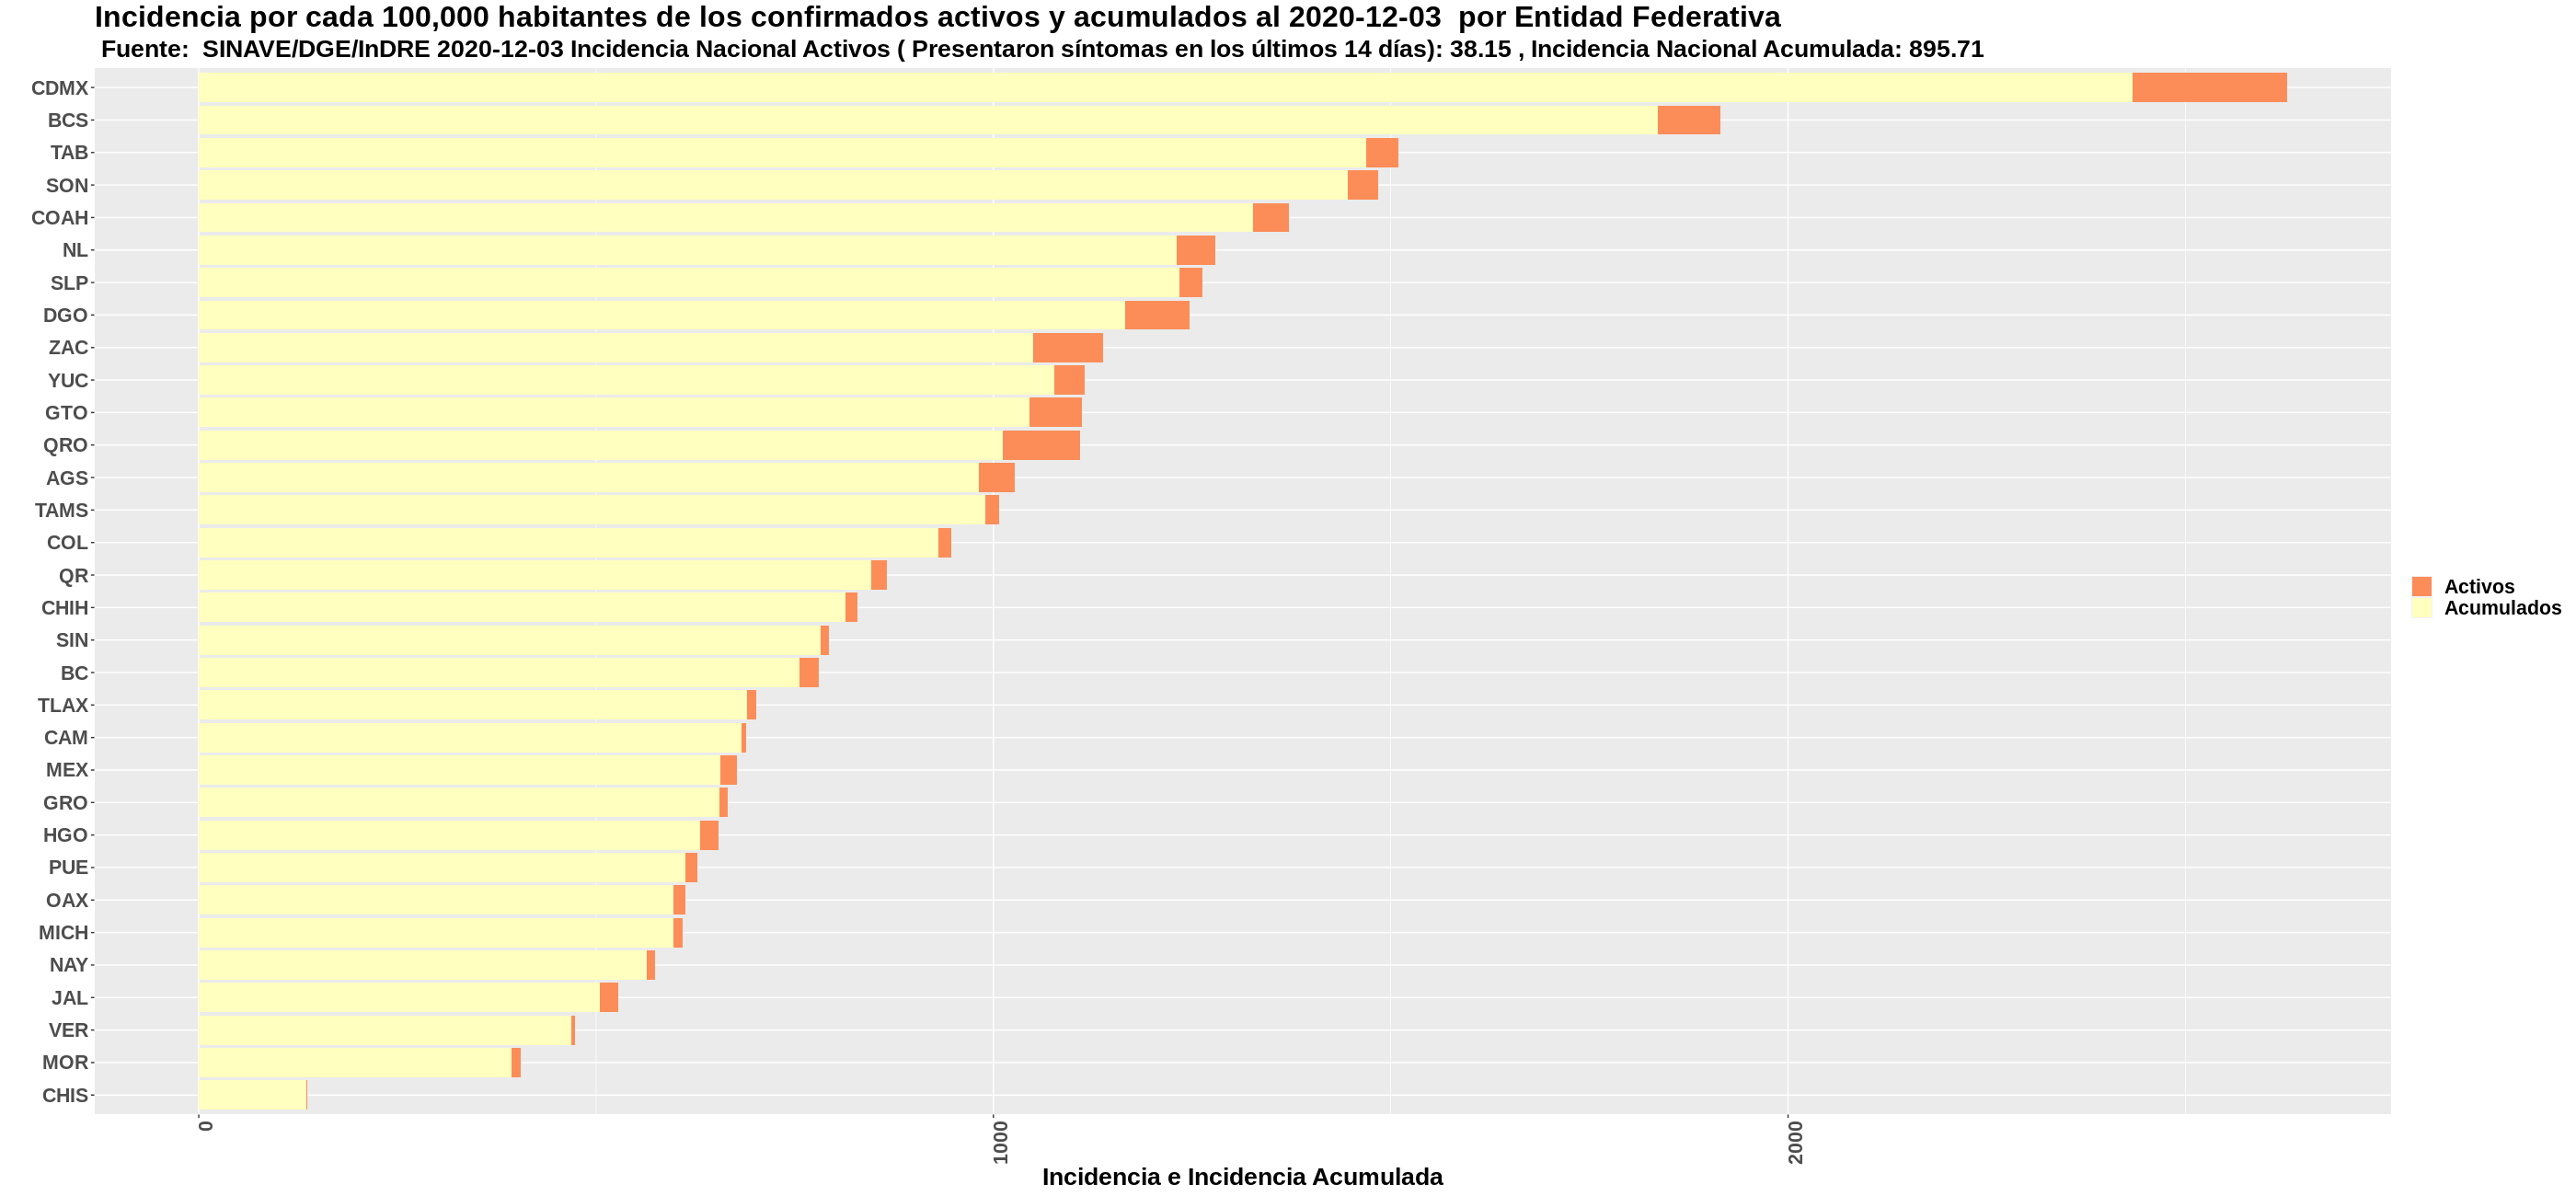 Incidencia por cada 100,000 habitantes de los confirmados activos y acumulados al 2020-12-03  por Entidad Federativa
Fuente:  SINAVE/DGE/InDRE 2020-12-03 Incidencia Nacional Activos ( Presentaron síntomas en los últimos 14 días): 38.15 , Incidencia Nacional Acumulada: 895.71
CDMX
BCS
TAB
SON
COAH
NL
SLP
DGO
ZAC
YUC
GTO
QRO
AGS
TAMS
COL
QR
CHIH
SIN
BC
TLAX
CAM
MEX
GRO
HGO
PUE
OAX
MICH
NAY
JAL
VER
MOR
CHIS
0
1000
2000
Incidencia e Incidencia Acumulada
Activos
Acumulados